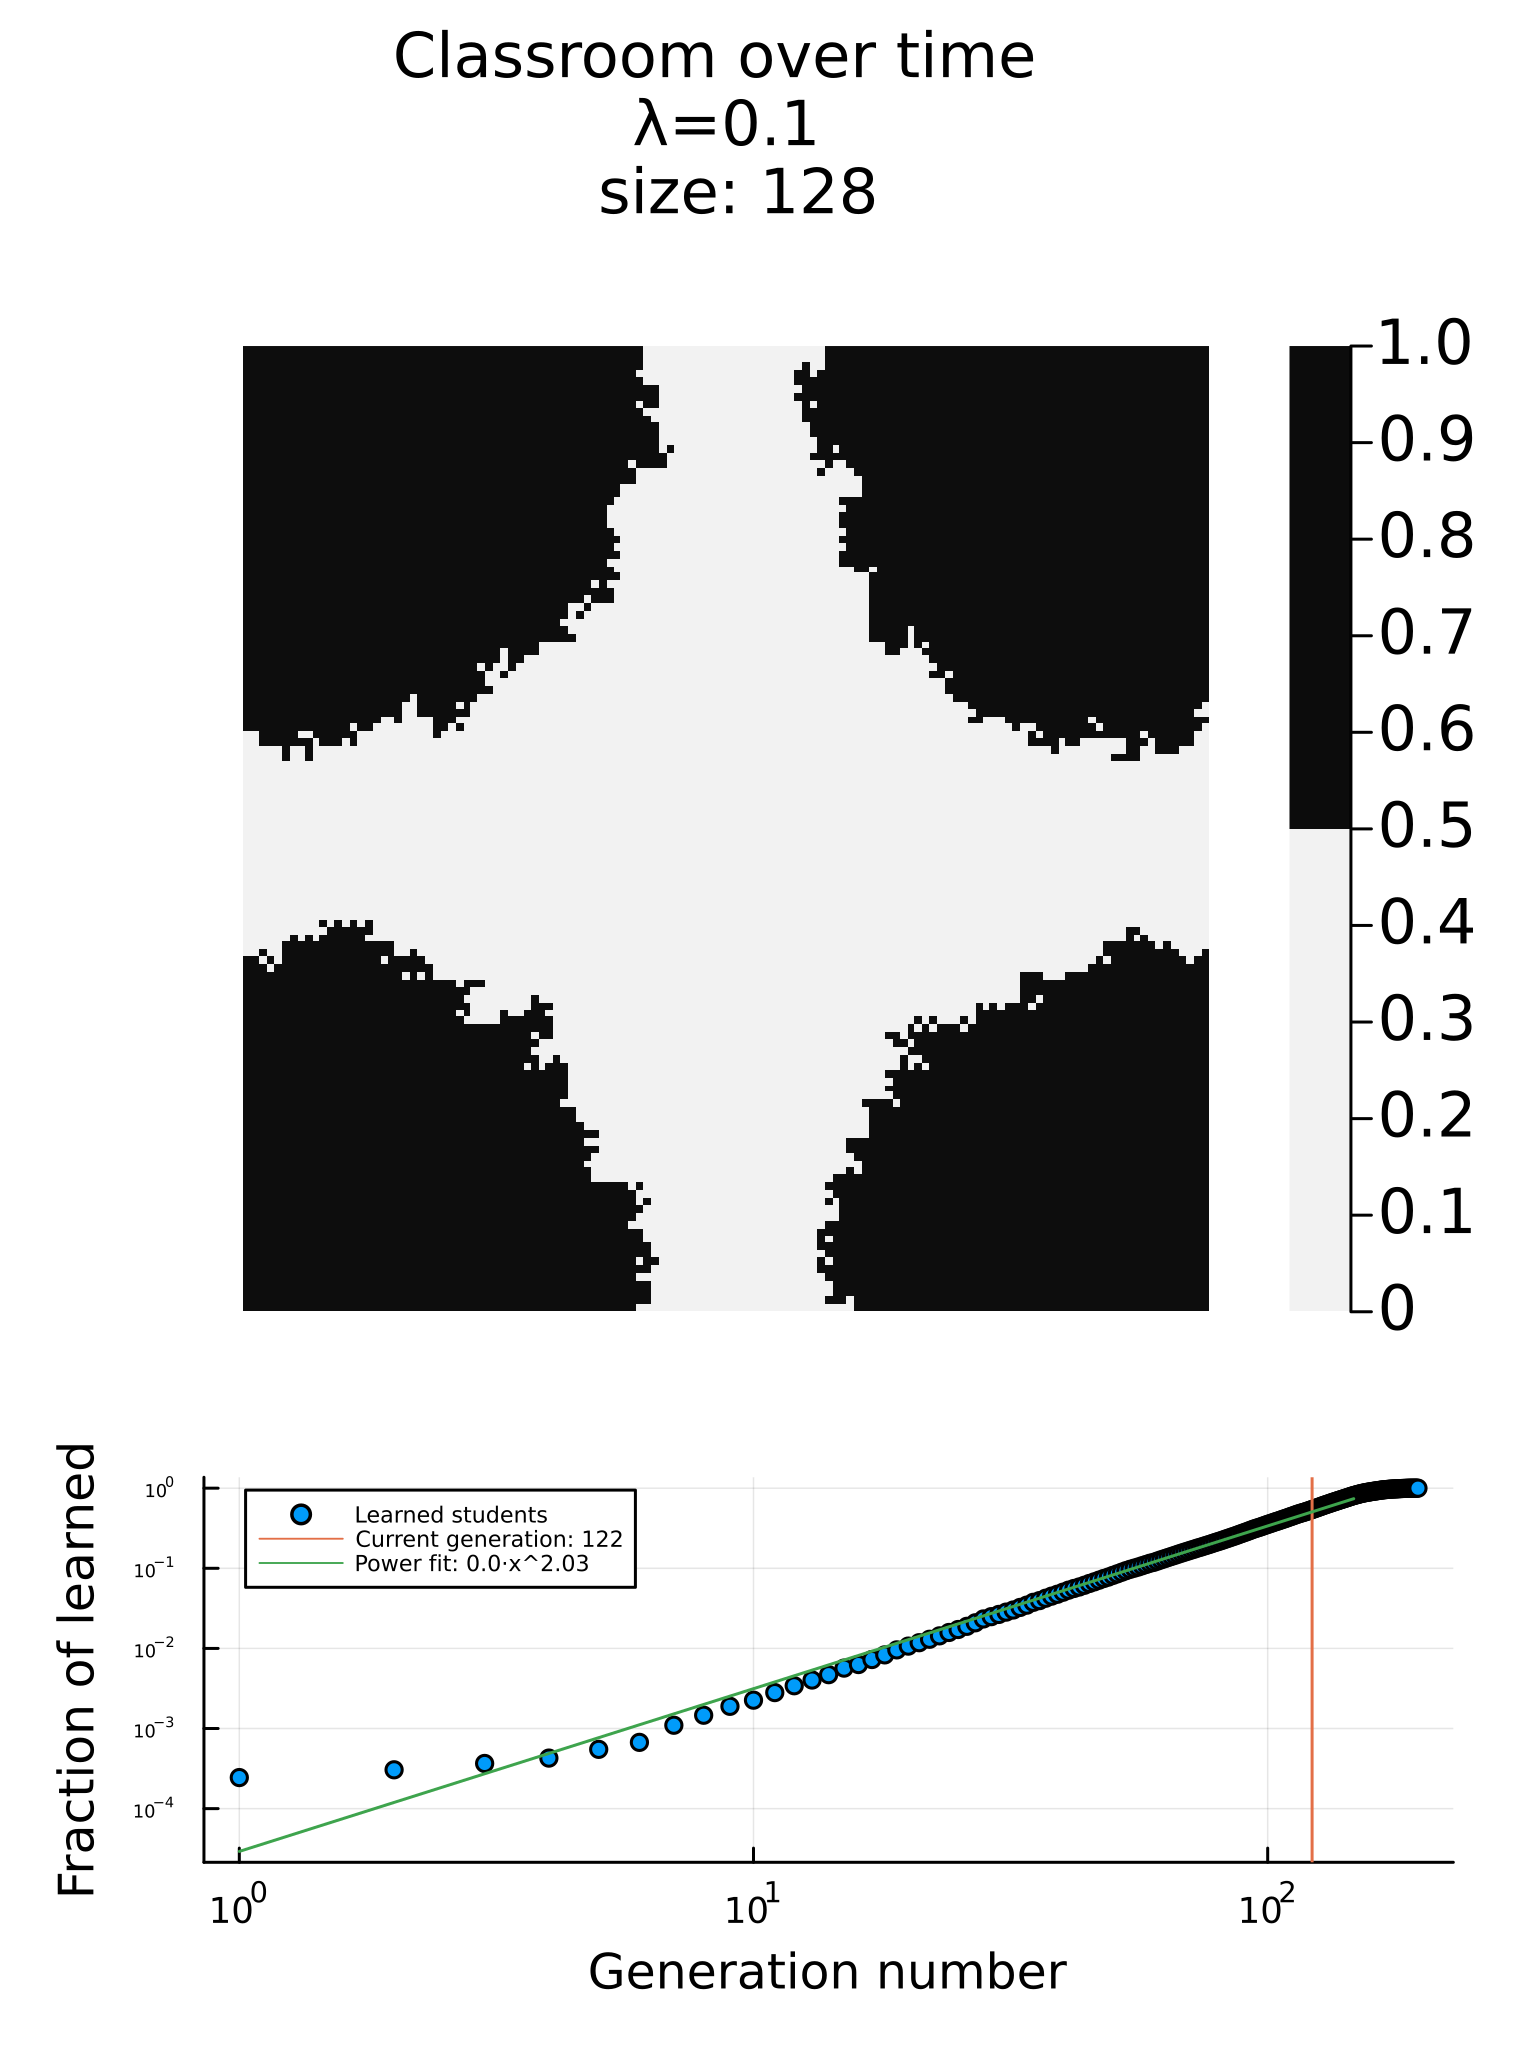 Classroom over time
λ=0.1
size: 128
1.0
0.9
0.8
0.7
0.6
0.5
0.4
0.3
0.2
0.1
0
Fraction of learned
10^0
10^-1
10^-2
10^-3
10^-4
Learned students
Current generation: 122
Power fit: 0.0·x^2.03
10^0 10^1 10^2
Generation number